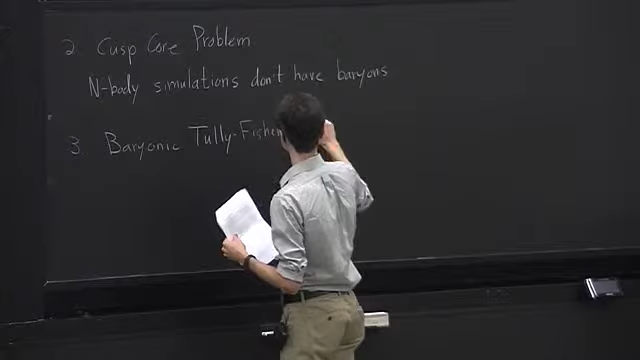 2. Cusp Core Problem
N-body simulations don't have baryons
3. Baryonic Tully-Fisher